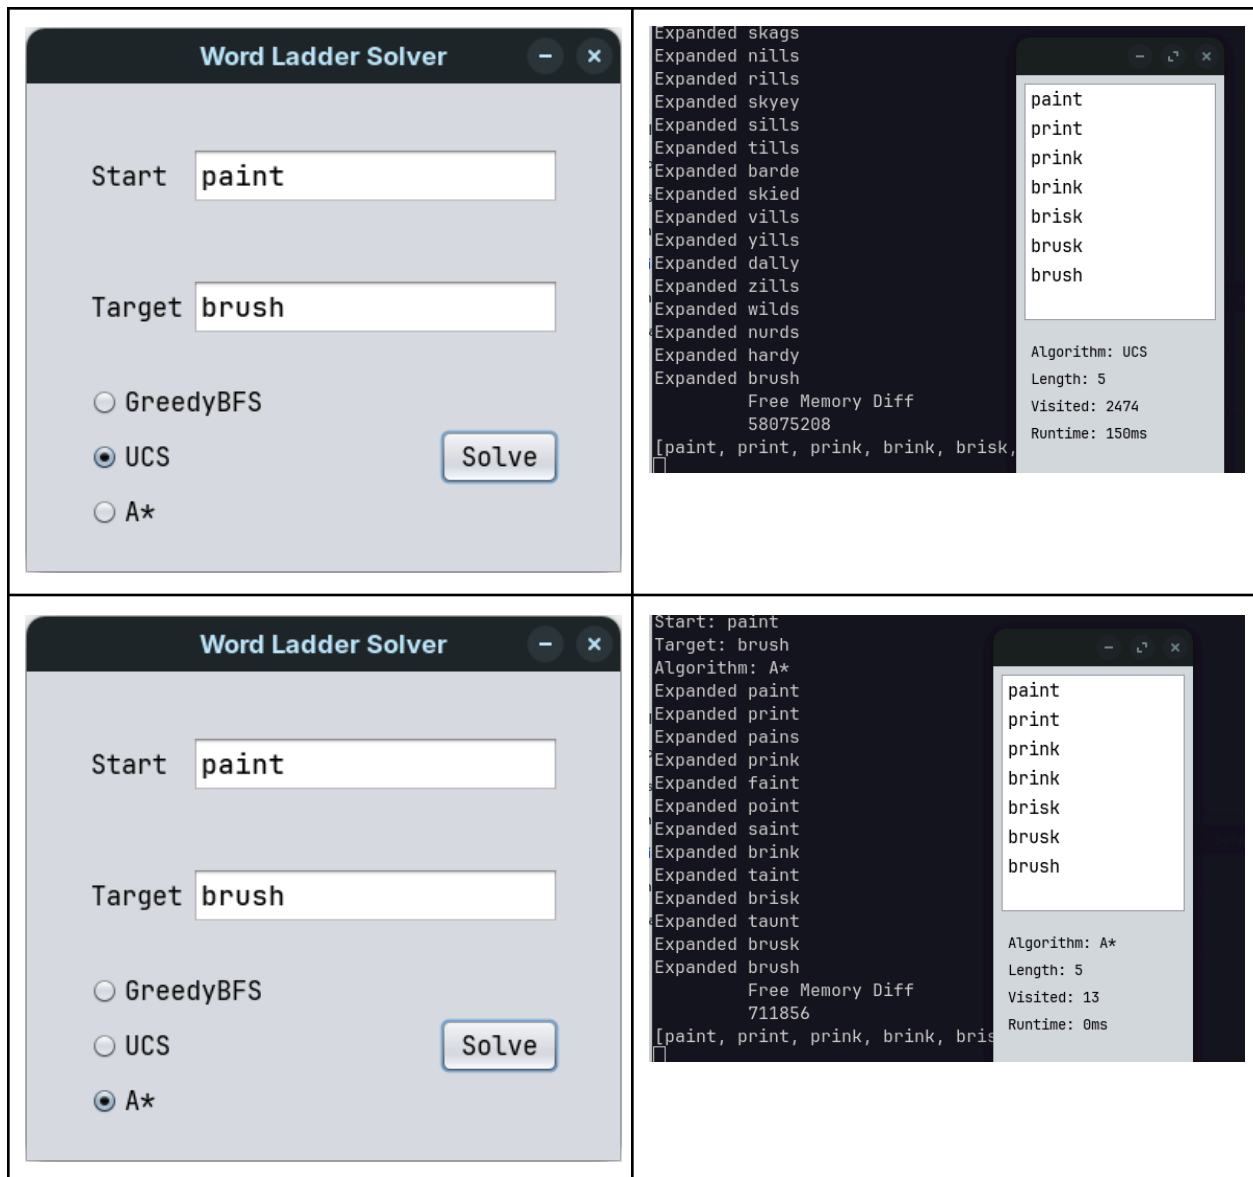 Word Ladder Solver
Start paint
Target brush
GreedyBFS
UCS
Solve
A*
Expanded skags
Expanded nills
Expanded rills
Expanded skyey
Expanded sills
Expanded tills
Expanded barde
Expanded skied
Expanded vills
Expanded yills
Expanded dally
Expanded zills
Expanded wilds
Expanded nurds
Expanded hardy
Expanded brush
Free Memory Diff
58075208
[paint, print, prink, brink, brisk,
paint
print
prink
brink
brisk
brusk
brush
Algorithm: UCS
Length: 5
Visited: 2474
Runtime: 150ms
Word Ladder Solver
Start paint
Target brush
GreedyBFS
UCS
Solve
A*
Start: paint
Target: brush
Algorithm: A*
Expanded paint
Expanded print
Expanded pains
Expanded prink
Expanded faint
Expanded point
Expanded saint
Expanded brink
Expanded taint
Expanded brisk
Expanded taunt
Expanded brusk
Expanded brush
Free Memory Diff
711856
[paint, print, prink, brink, bris
paint
print
prink
brink
brisk
brusk
brush
Algorithm: A*
Length: 5
Visited: 13
Runtime: 0ms